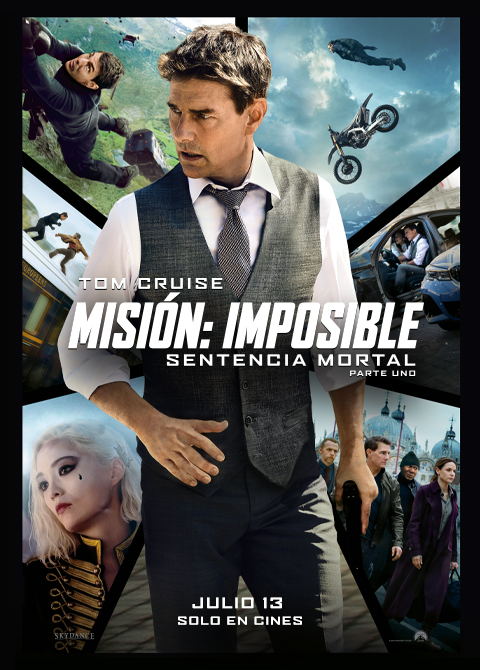 TOM CRUISE
MISIÓN: IMPOSIBLE
SENTENCIA MORTAL
PARTE UNO
JULIO 13
SOLO EN CINES
SKYDANCE